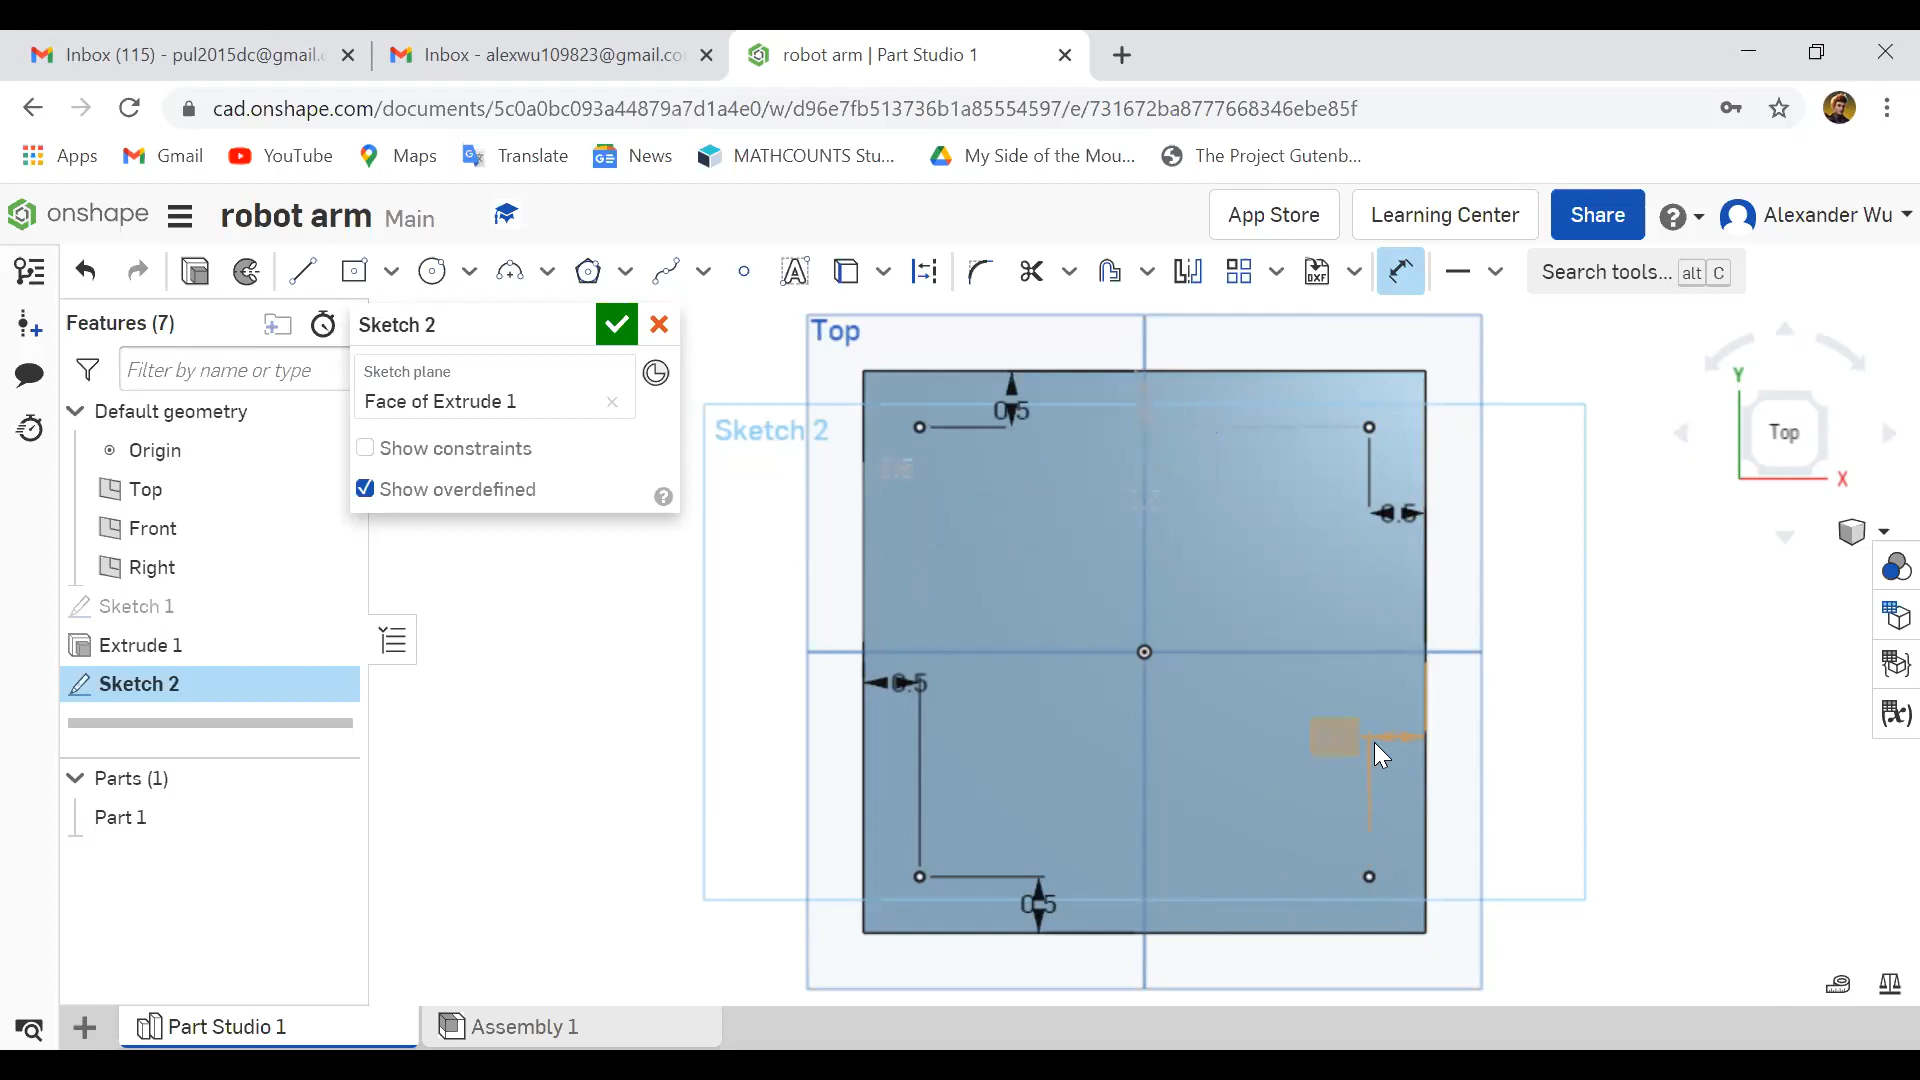 Inbox (115) - pul2015dc@gmail.
Inbox - alexwu109823@gmail.co
robot arm | Part Studio 1
cad.onshape.com/documents/5c0a0bc093a44879a7d1a4e0/w/d96e7fb513736b1a85554597/e/731672ba8777668346ebe85f
Apps
Gmail
YouTube
Maps
Translate
News
MATHCOUNTS Stu...
My Side of the Mou...
The Project Gutenb...
onshape
robot arm Main
App Store
Learning Center
Share
Alexander Wu
Search tools... alt C
Features (7)
Filter by name or type
Default geometry
Origin
Top
Front
Right
Sketch 1
Extrude 1
Sketch 2
Parts (1)
Part 1
Sketch 2
Sketch plane
Face of Extrude 1
Show constraints
Show overdefined
Top
Sketch 2
0.5
0.5
0.5
0.5
Y
Top
X
Part Studio 1
Assembly 1